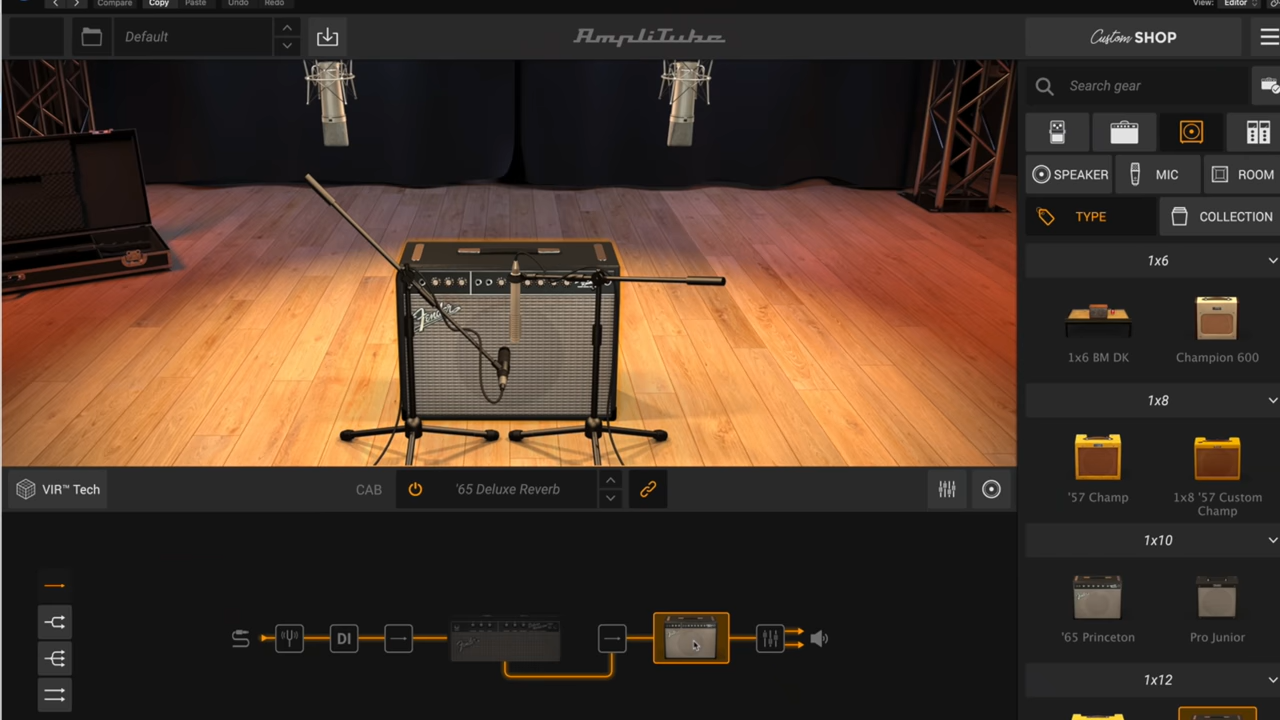 Compare Copy Paste Undo Redo View: Editor
Default
AmpliTube
Custom SHOP
Search gear
SPEAKER MIC ROOM
TYPE COLLECTION
1x6
1x6 BM DK Champion 600
1x8
'57 Champ 1x8 '57 Custom
Champ
1x10
'65 Princeton Pro Junior
1x12
Fender
VIR™ Tech CAB '65 Deluxe Reverb
DI